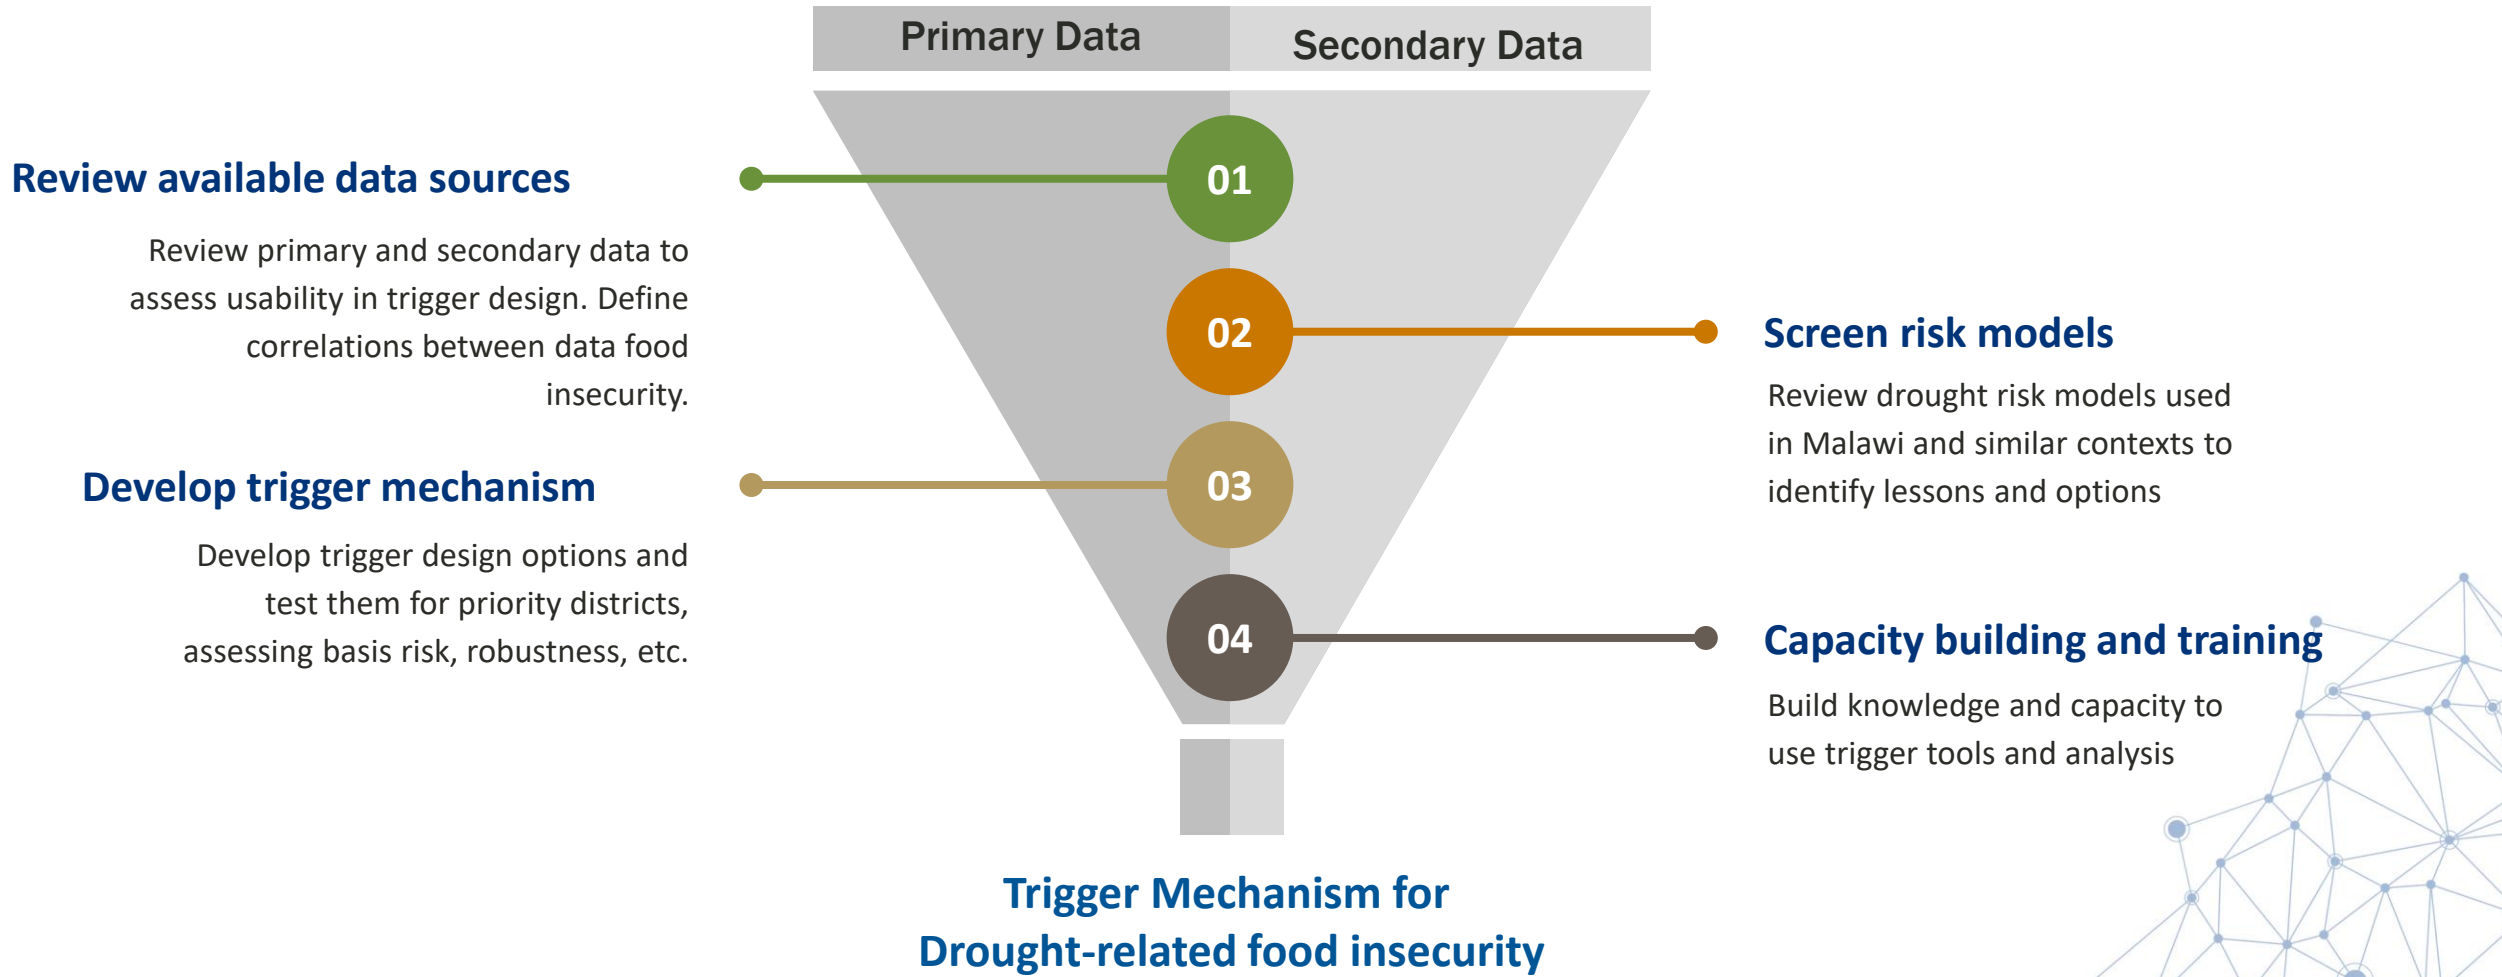 Primary Data
Secondary Data
01
Review available data sources
Review primary and secondary data to
assess usability in trigger design. Define
correlations between data food
insecurity.
02
Screen risk models
Review drought risk models used
in Malawi and similar contexts to
identify lessons and options
03
Develop trigger mechanism
Develop trigger design options and
test them for priority districts,
assessing basis risk, robustness, etc.
04
Capacity building and training
Build knowledge and capacity to
use trigger tools and analysis
Trigger Mechanism for
Drought-related food insecurity